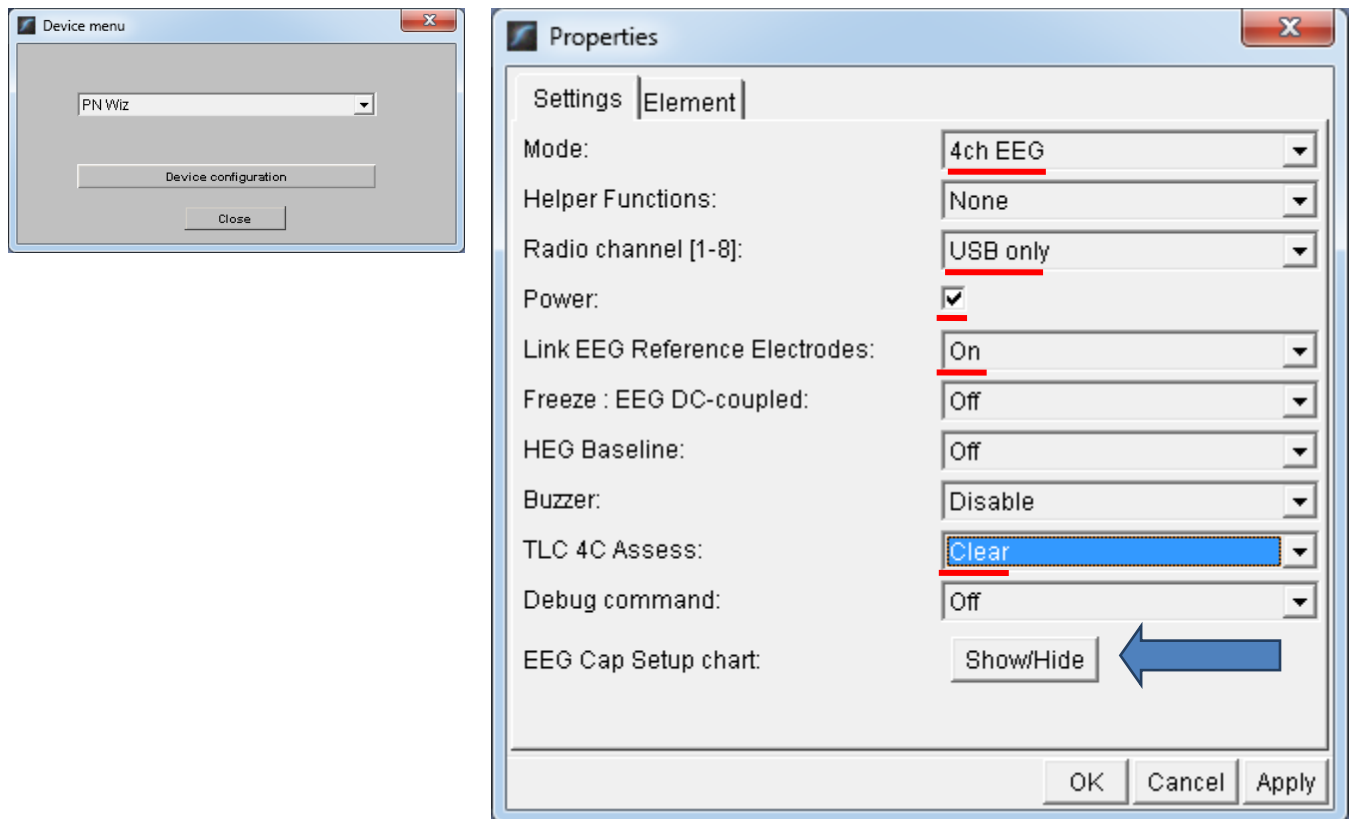 Device menu
PN Wiz
Device configuration
Close
Properties
Settings Element
Mode: 4ch EEG
Helper Functions: None
Radio channel [1-8]: USB only
Power:
Link EEG Reference Electrodes: On
Freeze : EEG DC-coupled: Off
HEG Baseline: Off
Buzzer: Disable
TLC 4C Assess: Clear
Debug command: Off
EEG Cap Setup chart: Show/Hide
OK Cancel Apply